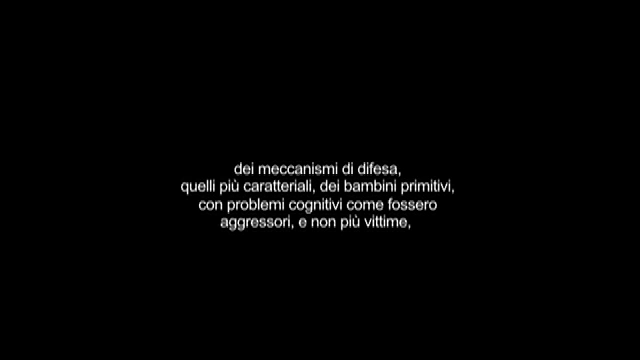 dei meccanismi di difesa,
quelli più caratteriali, dei bambini primitivi,
con problemi cognitivi come fossero
aggressori, e non più vittime,